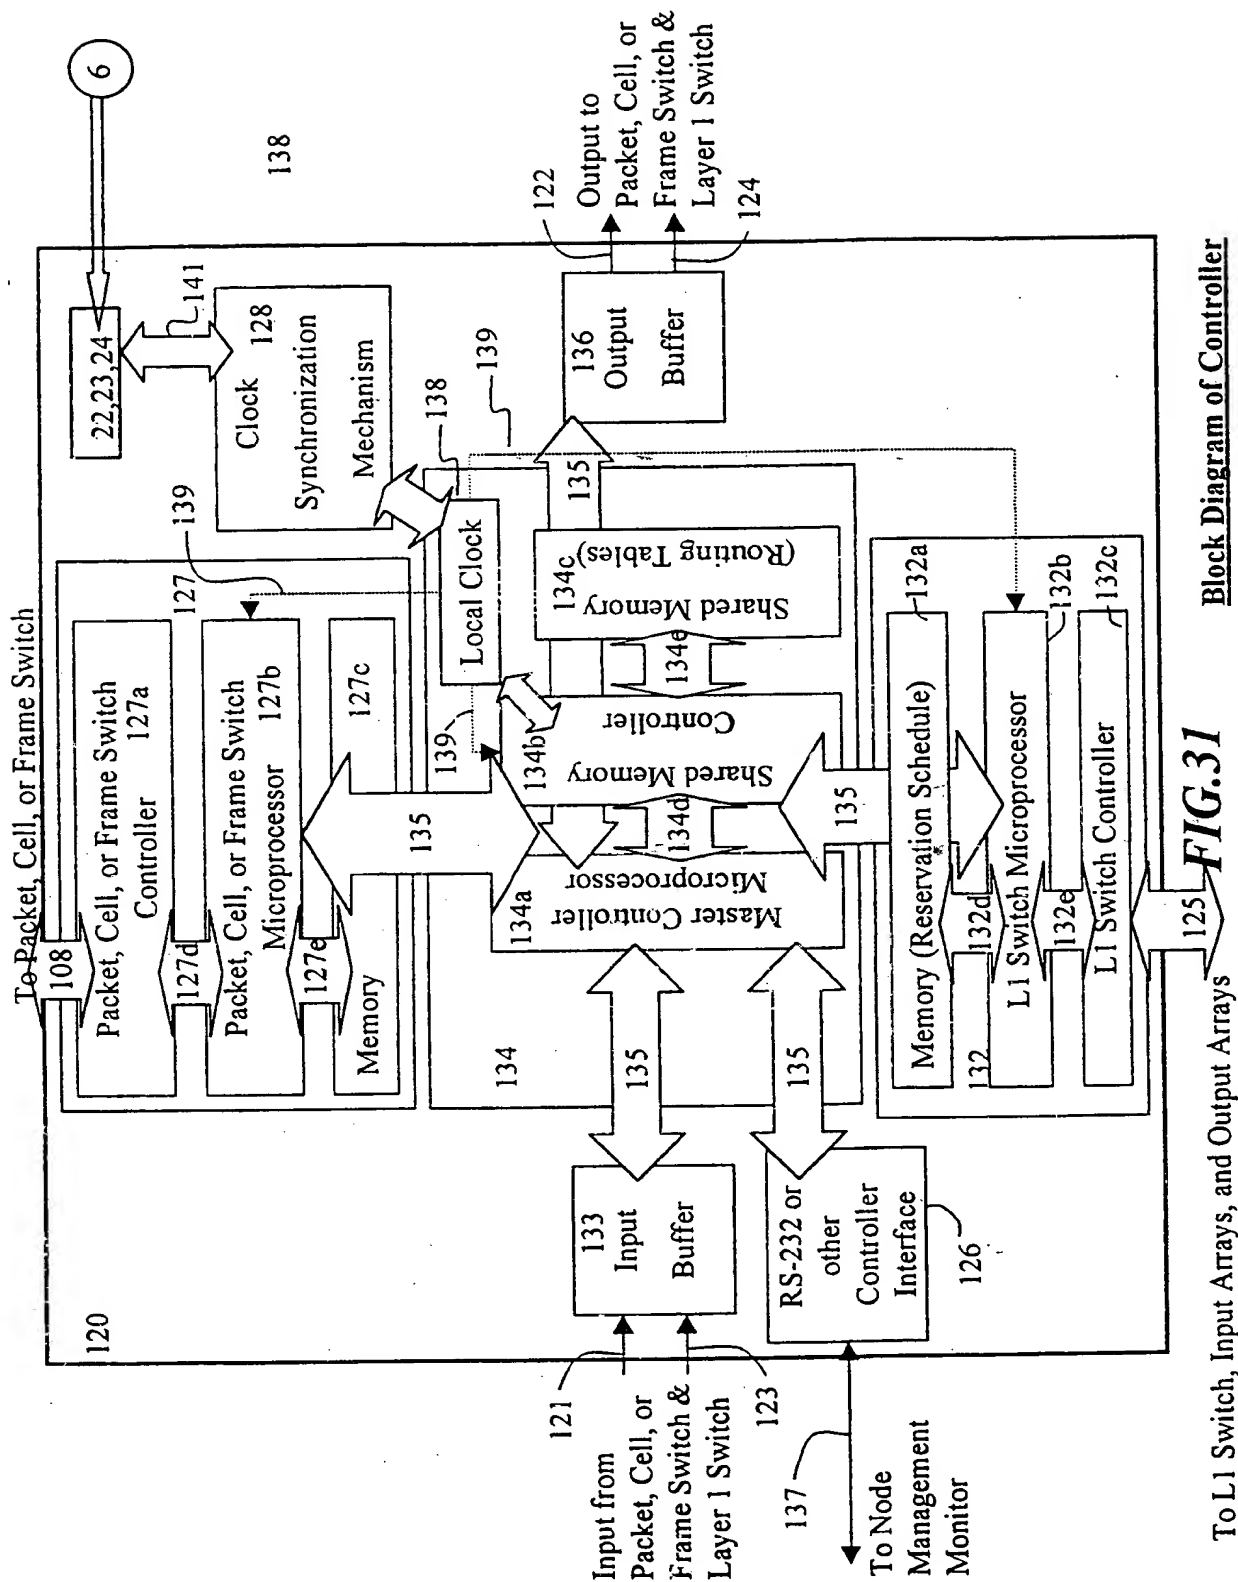 To Packet, Cell, or Frame Switch
6
120
108
Packet, Cell, or Frame Switch
Controller
127a
127d
Packet, Cell, or Frame Switch
Microprocessor
127b
127e
Memory
127c
127
139
22,23,24
141
Clock
128
Synchronization
Mechanism
138
138
Local Clock
139
139
135
134
134a
Master Controller
Microprocessor
134b
Shared Memory
Controller
134d
134c
Shared Memory
(Routing Tables)
134e
135
136
Output
Buffer
122
124
Output to
Packet, Cell, or
Frame Switch &
Layer 1 Switch
Input from
Packet, Cell, or
Frame Switch &
Layer 1 Switch
121
123
133
Input
Buffer
135
135
RS-232 or
other
Controller
Interface
126
137
To Node
Management
Monitor
135
Memory (Reservation Schedule)
132a
132
132d
L1 Switch Microprocessor
132b
132e
L1 Switch Controller
132c
125
To L1 Switch, Input Arrays, and Output Arrays
FIG.31
Block Diagram of Controller